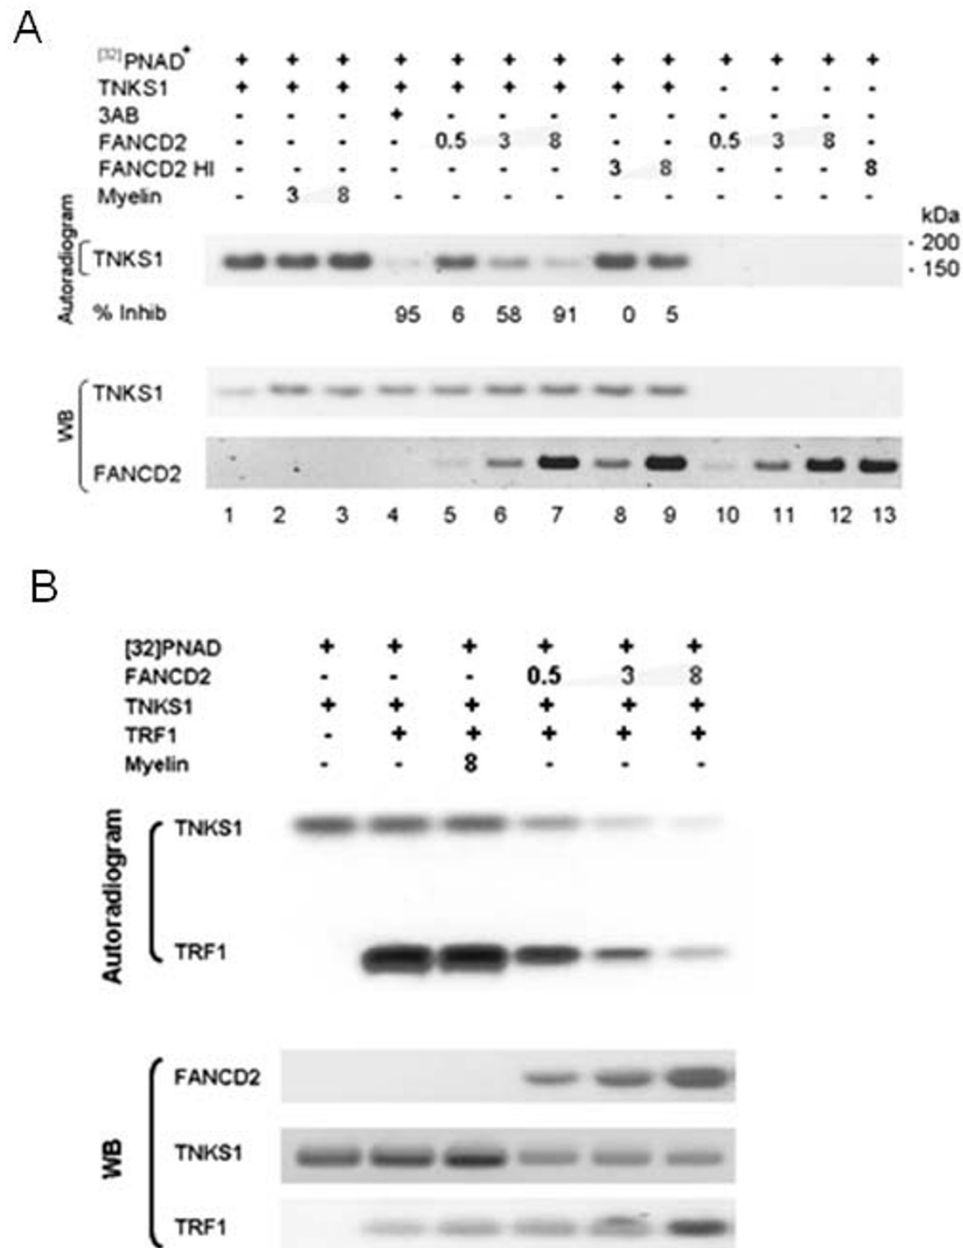 A
[32]PNAD+ + + + + + + + + + + + + +
TNKS1 + + + + + + + + + - - - -
3AB - - - + - - - - - - - - -
FANCD2 - - - - 0.5 3 8 - - 0.5 3 8 -
FANCD2 HI - - - - - - - 3 8 - - - 8
Myelin - 3 8 - - - - - - - - - -
kDa
Autoradiogram
TNKS1
200
150
% Inhib 95 6 58 91 0 5
WB
TNKS1
FANCD2
1 2 3 4 5 6 7 8 9 10 11 12 13
B
[32]PNAD + + + + + +
FANCD2 - - - 0.5 3 8
TNKS1 + + + + + +
TRF1 - + + + + +
Myelin - - 8 - - -
Autoradiogram
TNKS1
TRF1
WB
FANCD2
TNKS1
TRF1